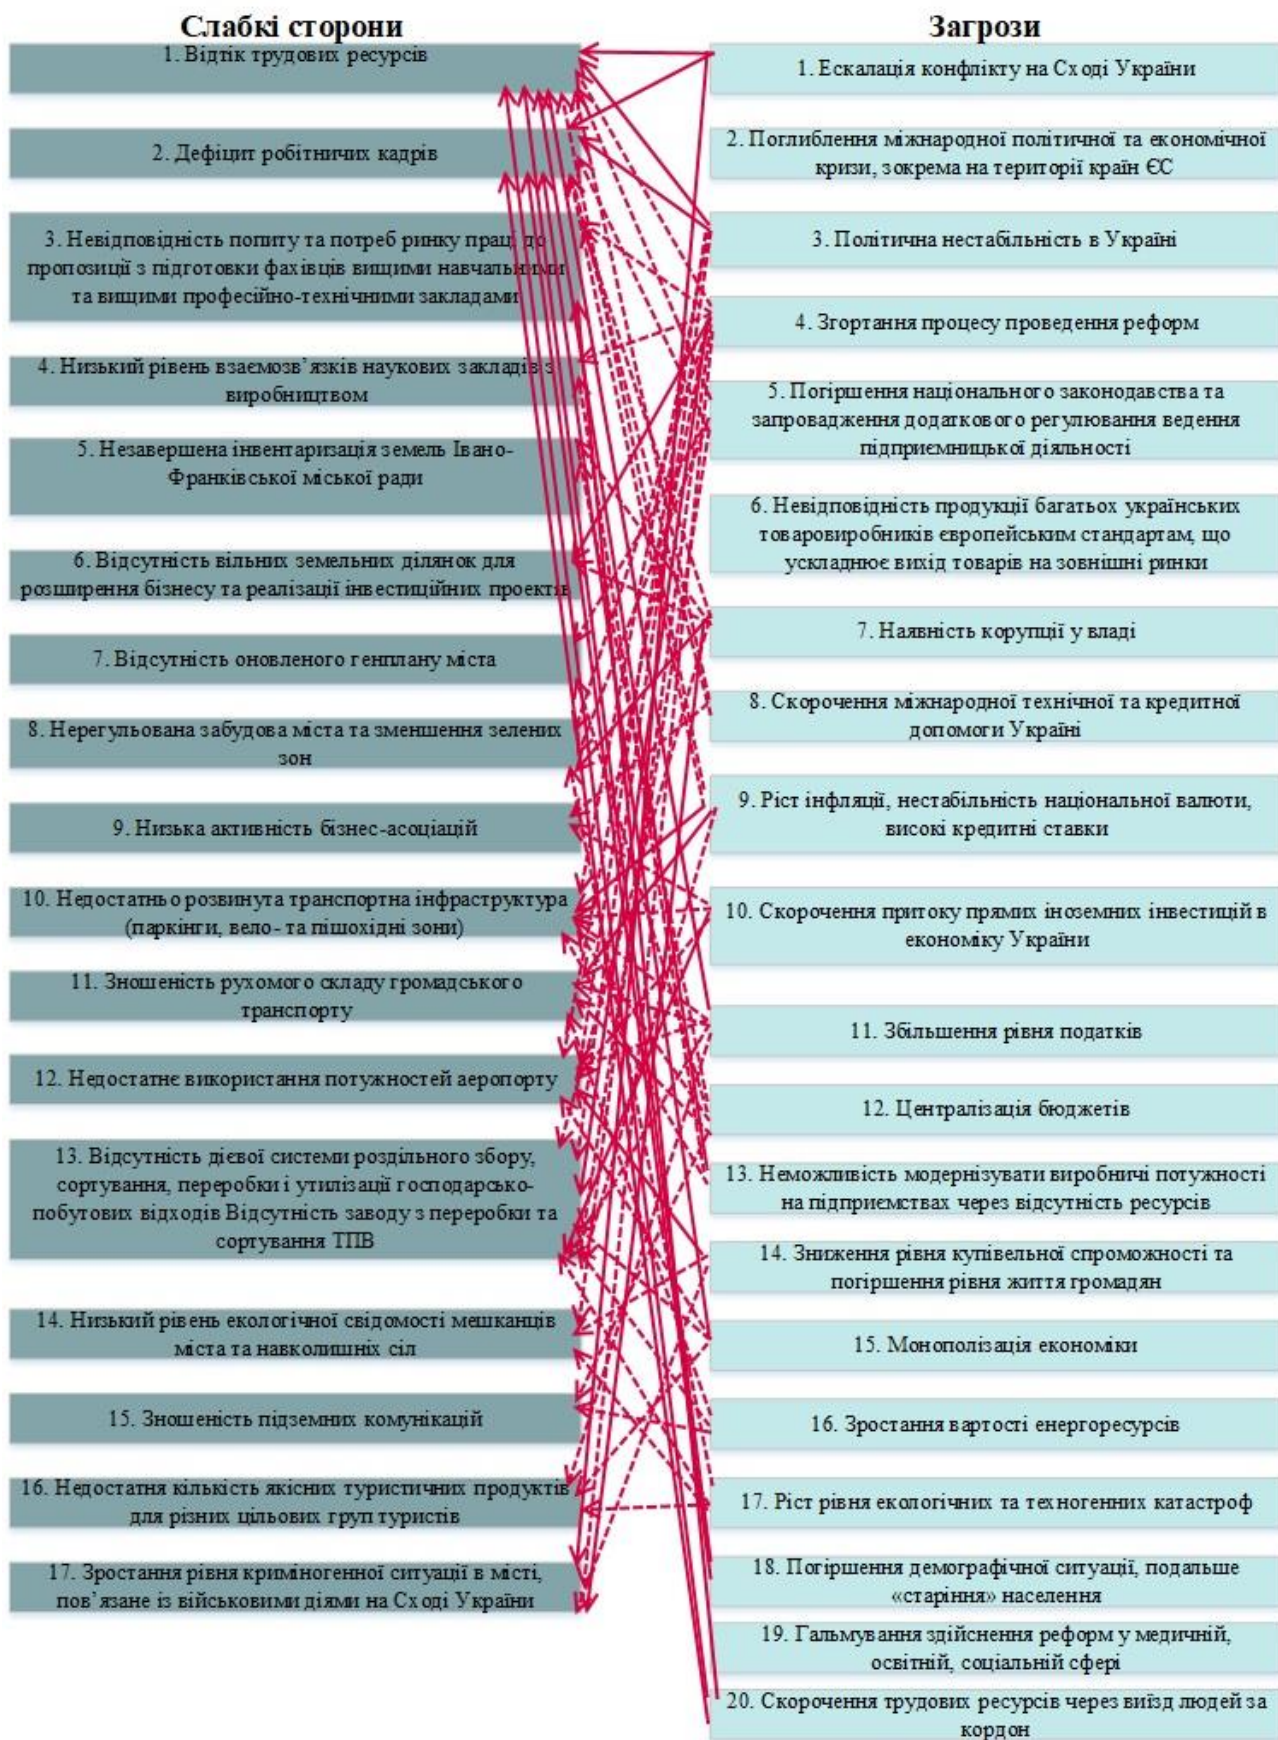 Слабкі сторони
1. Відтік трудових ресурсів
2. Дефіцит робітничих кадрів
3. Невідповідність попиту та потреб ринку праці до
пропозиції з підготовки фахівців вищими навчальними
та вищими професійно-технічними закладами
4. Низький рівень взаємозв’язків наукових закладів з
виробництвом
5. Незавершена інвентаризація земель Івано-
Франківської міської ради
6. Відсутність вільних земельних ділянок для
розширення бізнесу та реалізації інвестиційних проектів
7. Відсутність оновленого генплану міста
8. Нерегульована забудова міста та зменшення зелених
зон
9. Низька активність бізнес-асоціацій
10. Недостатньо розвинута транспортна інфраструктура
(паркінги, вело- та пішохідні зони)
11. Зношеність рухомого складу громадського
транспорту
12. Недостатнє використання потужностей аеропорту
13. Відсутність дієвої системи роздільного збору,
сортування, переробки і утилізації господарсько-
побутових відходів Відсутність заводу з переробки та
сортування ТПВ
14. Низький рівень екологічної свідомості мешканців
міста та навколишніх сіл
15. Зношеність підземних комунікацій
16. Недостатня кількість якісних туристичних продуктів
для різних цільових груп туристів
17. Зростання рівня криміногенної ситуації в місті,
пов’язане із військовими діями на Сході України
Загрози
1. Ескалація конфлікту на Сході України
2. Поглиблення міжнародної політичної та економічної
кризи, зокрема на території країн ЄС
3. Політична нестабільність в Україні
4. Згортання процесу проведення реформ
5. Погіршення національного законодавства та
запровадження додаткового регулювання ведення
підприємницької діяльності
6. Невідповідність продукції багатьох українських
товаровиробників європейським стандартам, що
ускладнює вихід товарів на зовнішні ринки
7. Наявність корупції у владі
8. Скорочення міжнародної технічної та кредитної
допомоги Україні
9. Ріст інфляції, нестабільність національної валюти,
високі кредитні ставки
10. Скорочення притоку прямих іноземних інвестицій в
економіку України
11. Збільшення рівня податків
12. Централізація бюджетів
13. Неможливість модернізувати виробничі потужності
на підприємствах через відсутність ресурсів
14. Зниження рівня купівельної спроможності та
погіршення рівня життя громадян
15. Монополізація економіки
16. Зростання вартості енергоресурсів
17. Ріст рівня екологічних та техногенних катастроф
18. Погіршення демографічної ситуації, подальше
«старіння» населення
19. Гальмування здійснення реформ у медичній,
освітній, соціальній сфері
20. Скорочення трудових ресурсів через виїзд людей за
кордон